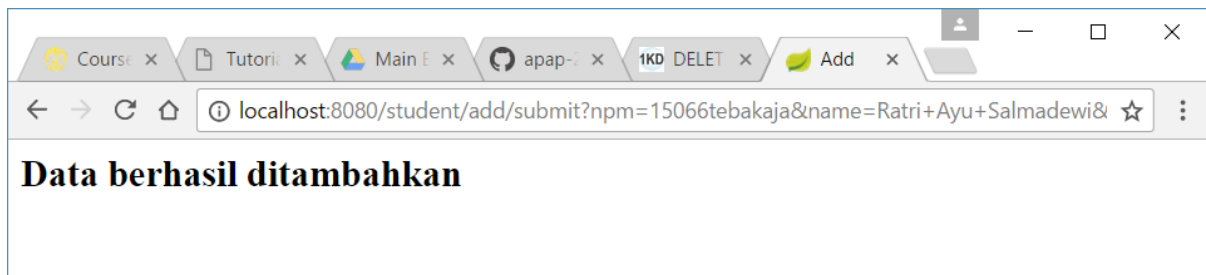 Course Tutori Main E apap-2 1KD DELET Add
localhost:8080/student/add/submit?npm=15066tebakaja&name=Ratri+Ayu+Salmadewi&
Data berhasil ditambahkan